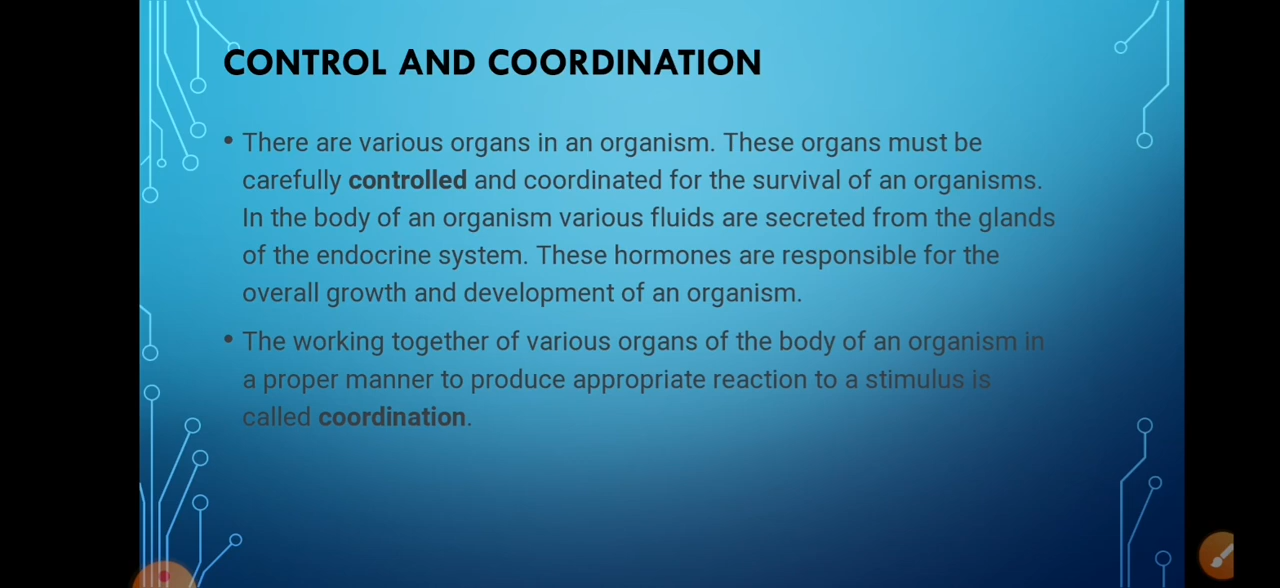 CONTROL AND COORDINATION
• There are various organs in an organism. These organs must be
carefully controlled and coordinated for the survival of an organisms.
In the body of an organism various fluids are secreted from the glands
of the endocrine system. These hormones are responsible for the
overall growth and development of an organism.
• The working together of various organs of the body of an organism in
a proper manner to produce appropriate reaction to a stimulus is
called coordination.